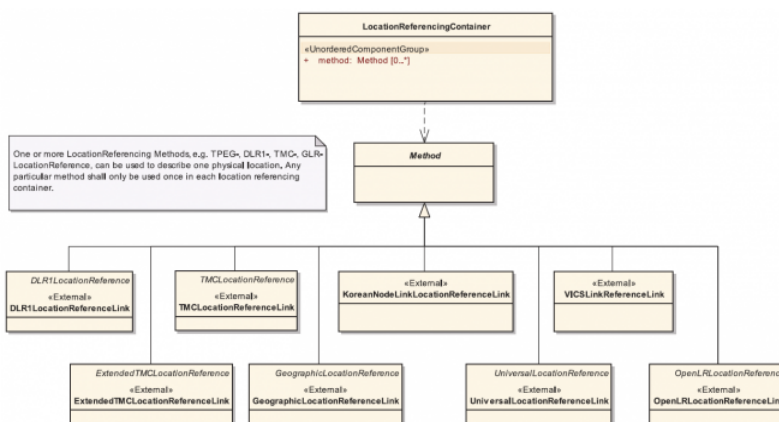 LocationReferencingContainer
«UnorderedComponentGroup»
+ method: Method [0..*]
One or more LocationReferencing Methods, e.g. TPEG-, DLR1-, TMC-, GLR-
LocationReference, can be used to describe one physical location. Any
particular method shall only be used once in each location referencing
container.
Method
DLR1LocationReference
«External»
DLR1LocationReferenceLink
TMCLocationReference
«External»
TMCLocationReferenceLink
«External»
KoreanNodeLinkLocationReferenceLink
«External»
VICSLinkReferenceLink
ExtendedTMCLocationReference
«External»
ExtendedTMCLocationReferenceLink
GeographicLocationReference
«External»
GeographicLocationReferenceLink
UniversalLocationReference
«External»
UniversalLocationReferenceLink
OpenLRLocationReferenc
«External»
OpenLRLocationReferenceLin